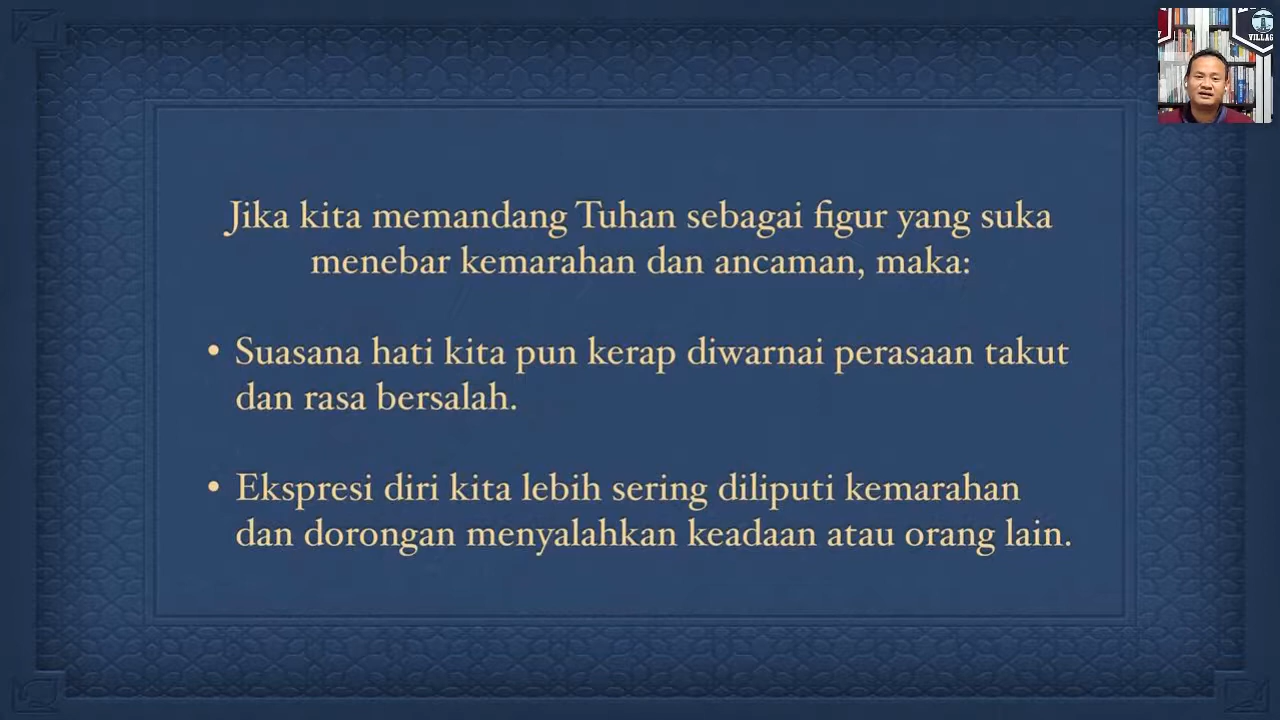 VILLAG
Jika kita memandang Tuhan sebagai figur yang suka
menebar kemarahan dan ancaman, maka:
• Suasana hati kita pun kerap diwarnai perasaan takut
dan rasa bersalah.
• Ekspresi diri kita lebih sering diliputi kemarahan
dan dorongan menyalahkan keadaan atau orang lain.